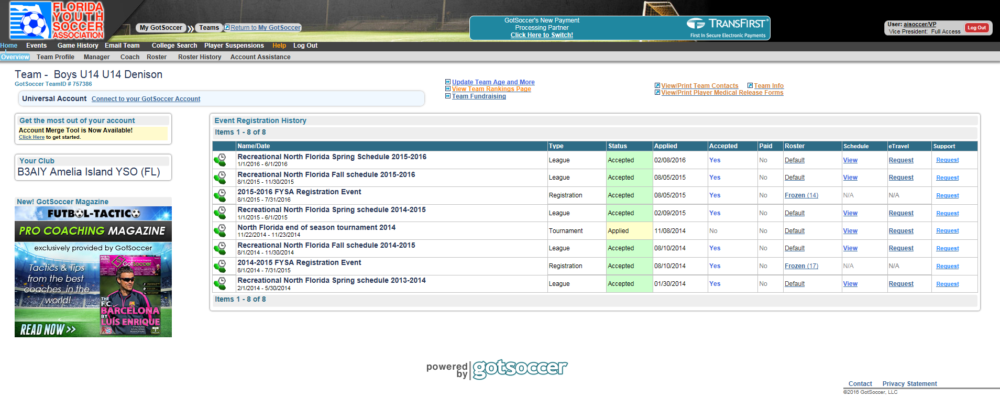 FLORIDA
YOUTH
SOCCER
ASSOCIATION
My GotSoccer Teams Return to My GotSoccer
GotSoccer's New Payment
Processing Partner
Click Here to Switch!
TRANSFIRST®
First In Secure Electronic Payments
User: aisoccer/VP
Vice President: Full Access
Log Out
Home Events Game History Email Team College Search Player Suspensions Help Log Out
Overview Team Profile Manager Coach Roster Roster History Account Assistance
Team - Boys U14 U14 Denison
GotSoccer TeamID # 757386
Universal Account Connect to your GotSoccer Account
Update Team Age and More
View Team Rankings Page
Team Fundraising
View/Print Team Contacts Team Info
View/Print Player Medical Release Forms
Get the most out of your account
Account Merge Tool is Now Available!
Click Here to get started.
Your Club
B3AIY Amelia Island YSO (FL)
New! GotSoccer Magazine
FUTBOL-TACTICO
PRO COACHING MAGAZINE
exclusively provided by GotSoccer
Tactics & Tips
from the best
coaches in the
world!
GotSoccer
THE
F.C.
BARCELONA
BY
LUIS ENRIQUE
READ NOW >>
Event Registration History
Items 1 - 8 of 8
Name/Date Type Status Applied Accepted Paid Roster Schedule eTravel Support
Recreational North Florida Spring Schedule 2015-2016
1/1/2016 - 6/1/2016
League Accepted 02/08/2016 Yes No Default View Request Request
Recreational North Florida Fall schedule 2015-2016
8/1/2015 - 11/30/2015
League Accepted 08/05/2015 Yes No Default View Request Request
2015-2016 FYSA Registration Event
8/1/2015 - 7/31/2016
Registration Accepted 08/05/2015 Yes No Frozen (14) N/A N/A Request
Recreational North Florida Spring schedule 2014-2015
1/1/2015 - 6/1/2015
League Accepted 02/09/2015 Yes No Default View Request Request
North Florida end of season tournament 2014
11/22/2014 - 11/23/2014
Tournament Applied 11/08/2014 No No Default View Request Request
Recreational North Florida Fall schedule 2014-2015
8/1/2014 - 11/30/2014
League Accepted 08/10/2014 Yes No Default View Request Request
2014-2015 FYSA Registration Event
8/1/2014 - 7/31/2015
Registration Accepted 08/10/2014 Yes No Frozen (17) N/A N/A Request
Recreational North Florida Spring schedule 2013-2014
2/1/2014 - 5/30/2014
League Accepted 01/30/2014 Yes No Default View Request Request
Items 1 - 8 of 8
powered
by
gotsoccer
Contact Privacy Statement
©2016 GotSoccer, LLC